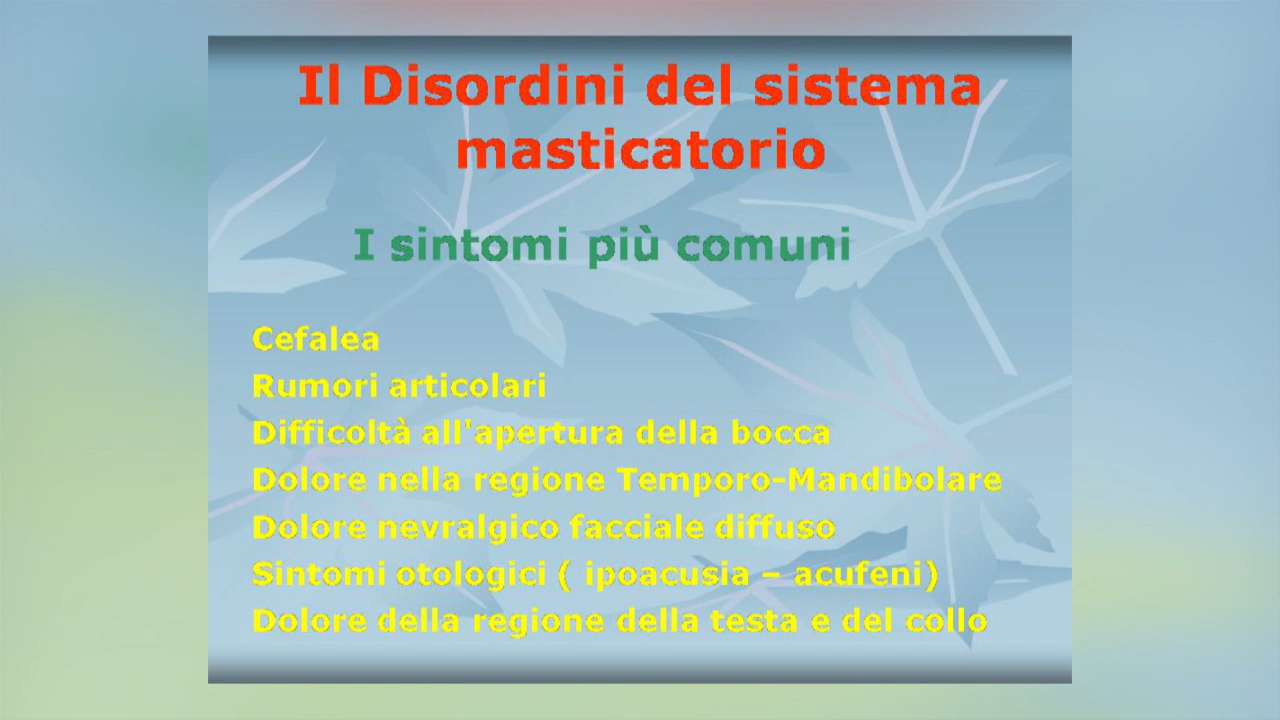 Il Disordini del sistema
masticatorio
I sintomi più comuni
Cefalea
Rumori articolari
Difficoltà all'apertura della bocca
Dolore nella regione Temporo-Mandibolare
Dolore nevralgico facciale diffuso
Sintomi otologici ( ipoacusia – acufeni)
Dolore della regione della testa e del collo